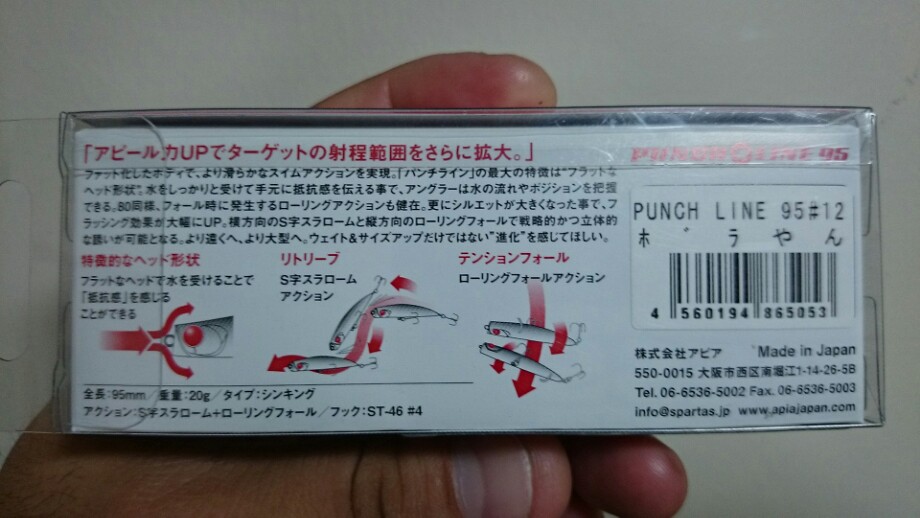 「アピール力UPでターゲットの射程範囲をさらに拡大。」
ファット化したボディで、より滑らかなスイムアクションを実現。「パンチライン」の最大の特徴は"フラットな
ヘッド形状"。水をしっかりと受けて手元に抵抗感を伝える事で、アングラーは水の流れやポジションを把握
できる。80同様、フォール時に発生するローリングアクションも健在。更にシルエットが大きくなった事で、フ
ラッシング効果が大幅にUP。横方向のS字スラロームと縦方向のローリングフォールで戦略的かつ立体的
な誘いが可能となる。より遠くへ、より大型へ。ウェイト&サイズアップだけではない"進化"を感じてほしい。
特徴的なヘッド形状
フラットなヘッドで水を受けることで
「抵抗感」を感じる
ことができる
リトリーブ
S字スラローム
アクション
テンションフォール
ローリングフォールアクション
全長:95mm/重量:20g/タイプ:シンキング
アクション:S字スラローム+ローリングフォール/フック:ST-46 #4
PUNCH LINE 95
PUNCH LINE 95#12
ボラやん
4 560194 865053
株式会社アピア Made in Japan
550-0015 大阪市西区南堀江1-14-26-5B
Tel. 06-6536-5002 Fax. 06-6536-5003
info@spartas.jp www.apiajapan.com